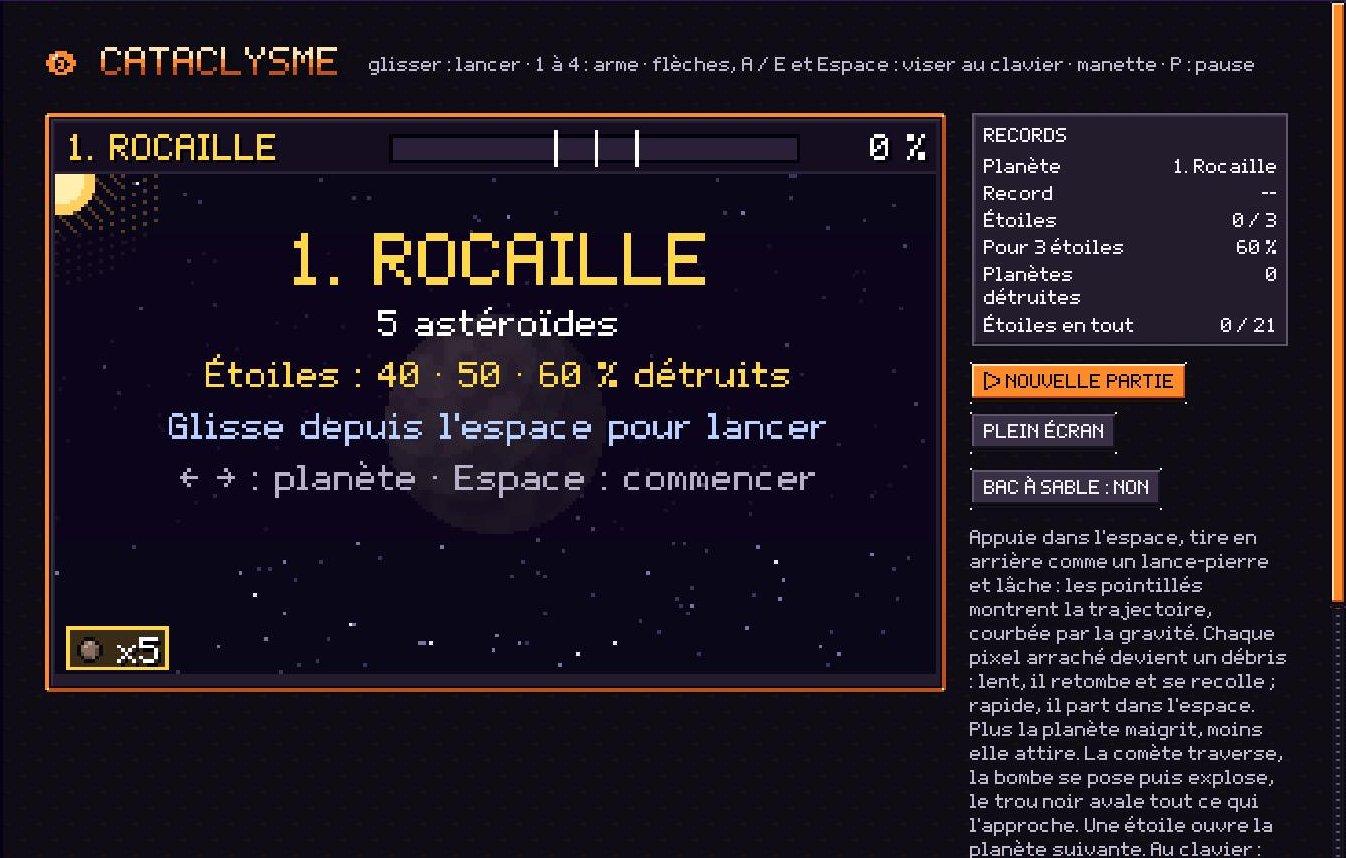 CATACLYSME
glisser : lancer · 1 à 4 : arme · flèches, A / E et Espace : viser au clavier · manette · P : pause
1. ROCAILLE
0 %
1. ROCAILLE
5 astéroïdes
Étoiles : 40 · 50 · 60 % détruits
Glisse depuis l'espace pour lancer
← → : planète · Espace : commencer
x5
RECORDS
Planète 1. Rocaille
Record --
Étoiles 0 / 3
Pour 3 étoiles 60 %
Planètes détruites 0
Étoiles en tout 0 / 21
NOUVELLE PARTIE
PLEIN ÉCRAN
BAC À SABLE : NON
Appuie dans l'espace, tire en
arrière comme un lance-pierre
et lâche : les pointillés
montrent la trajectoire,
courbée par la gravité. Chaque
pixel arraché devient un débris
: lent, il retombe et se recolle ;
rapide, il part dans l'espace.
Plus la planète maigrit, moins
elle attire. La comète traverse,
la bombe se pose puis explose,
le trou noir avale tout ce qui
l'approche. Une étoile ouvre la
planète suivante. Au clavier :